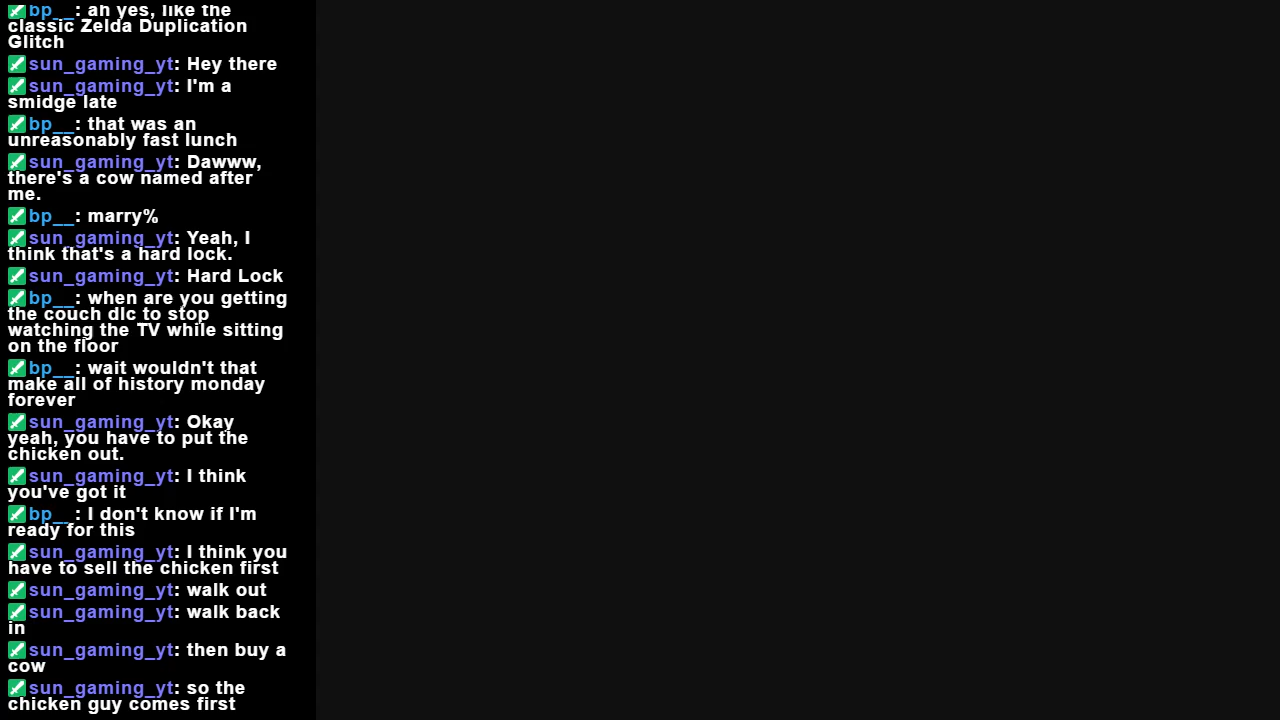 bp__: ah yes, like the
classic Zelda Duplication
Glitch
sun_gaming_yt: Hey there
sun_gaming_yt: I'm a
smidge late
bp__: that was an
unreasonably fast lunch
sun_gaming_yt: Dawww,
there's a cow named after
me.
bp__: marry%
sun_gaming_yt: Yeah, I
think that's a hard lock.
sun_gaming_yt: Hard Lock
bp__: when are you getting
the couch dlc to stop
watching the TV while sitting
on the floor
bp__: wait wouldn't that
make all of history monday
forever
sun_gaming_yt: Okay
yeah, you have to put the
chicken out.
sun_gaming_yt: I think
you've got it
bp__: I don't know if I'm
ready for this
sun_gaming_yt: I think you
have to sell the chicken first
sun_gaming_yt: walk out
sun_gaming_yt: walk back
in
sun_gaming_yt: then buy a
cow
sun_gaming_yt: so the
chicken guy comes first